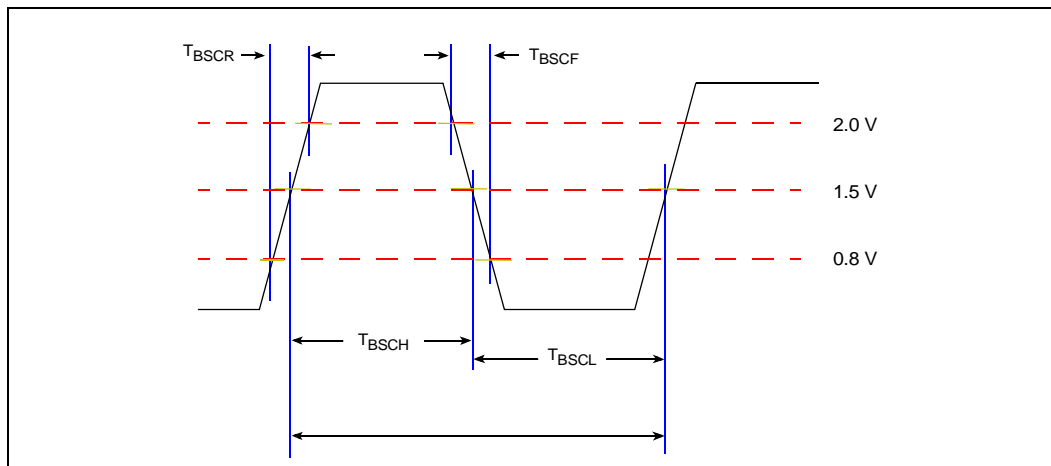 TBSCR
TBSCF
2.0 V
1.5 V
0.8 V
TBSCH
TBSCL